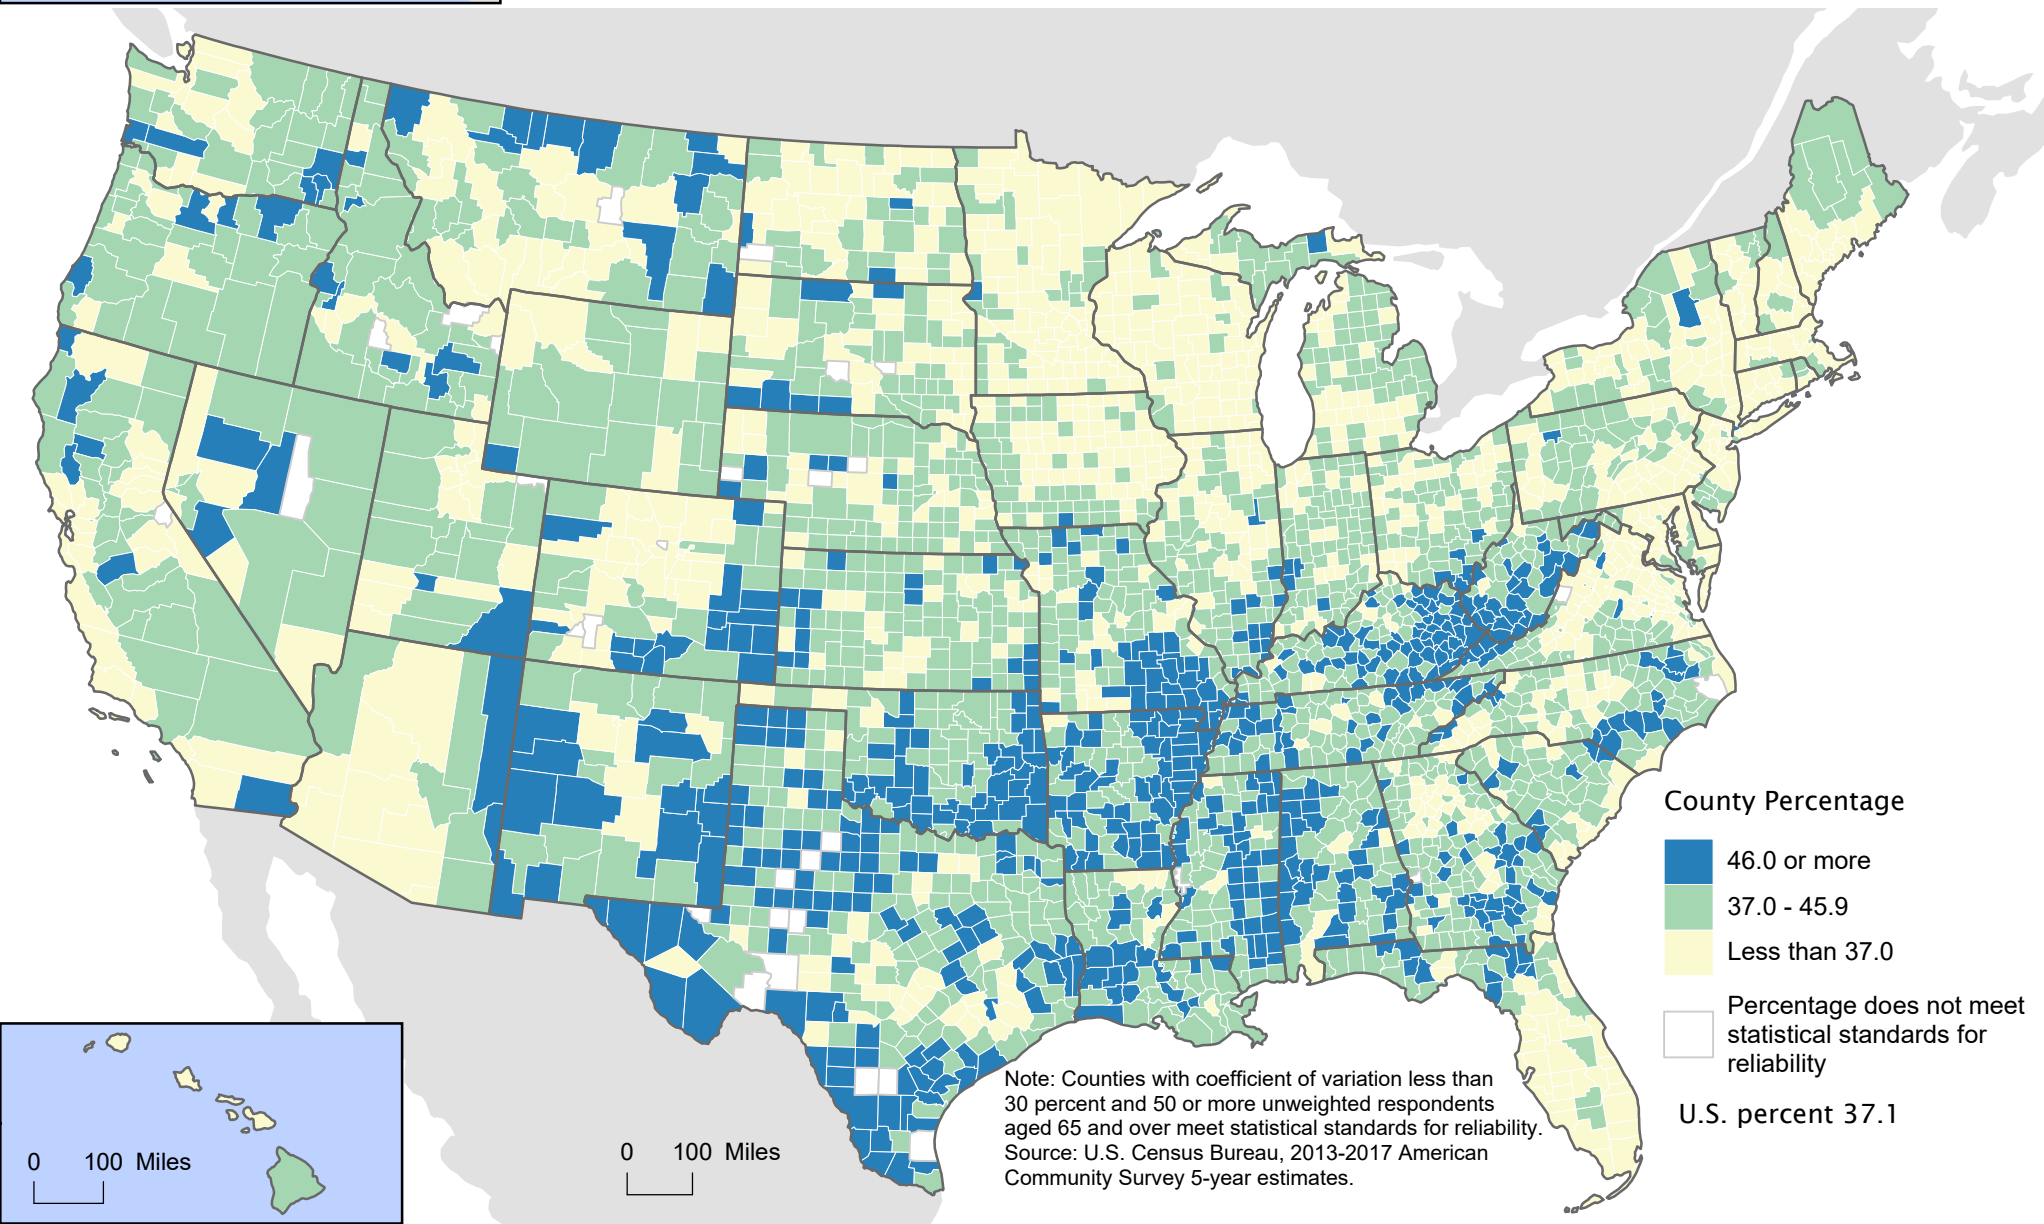 County Percentage
46.0 or more
37.0 - 45.9
Less than 37.0
Percentage does not meet
statistical standards for
reliability
U.S. percent 37.1
Note: Counties with coefficient of variation less than
30 percent and 50 or more unweighted respondents
aged 65 and over meet statistical standards for reliability.
Source: U.S. Census Bureau, 2013-2017 American
Community Survey 5-year estimates.
0 100 Miles
0 100 Miles